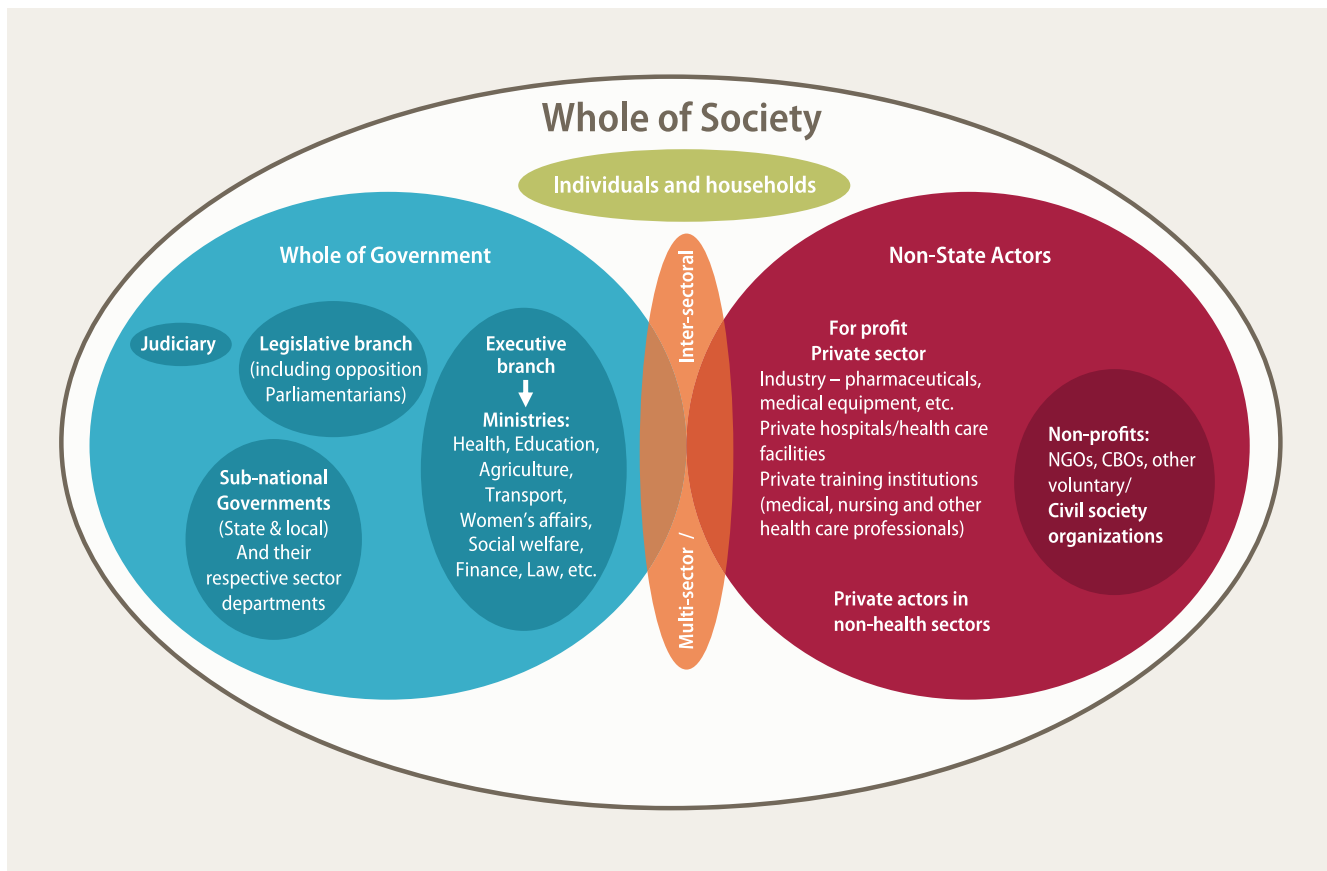 Whole of Society
Individuals and households
Whole of Government
Judiciary
Legislative branch
(including opposition
Parliamentarians)
Sub-national
Governments
(State & local)
And their
respective sector
departments
Executive
branch
Ministries:
Health, Education,
Agriculture,
Transport,
Women’s affairs,
Social welfare,
Finance, Law, etc.
Multi-sector / Inter-sectoral
Non-State Actors
For profit
Private sector
Industry – pharmaceuticals,
medical equipment, etc.
Private hospitals/health care
facilities
Private training institutions
(medical, nursing and other
health care professionals)
Private actors in
non-health sectors
Non-profits:
NGOs, CBOs, other
voluntary/
Civil society
organizations